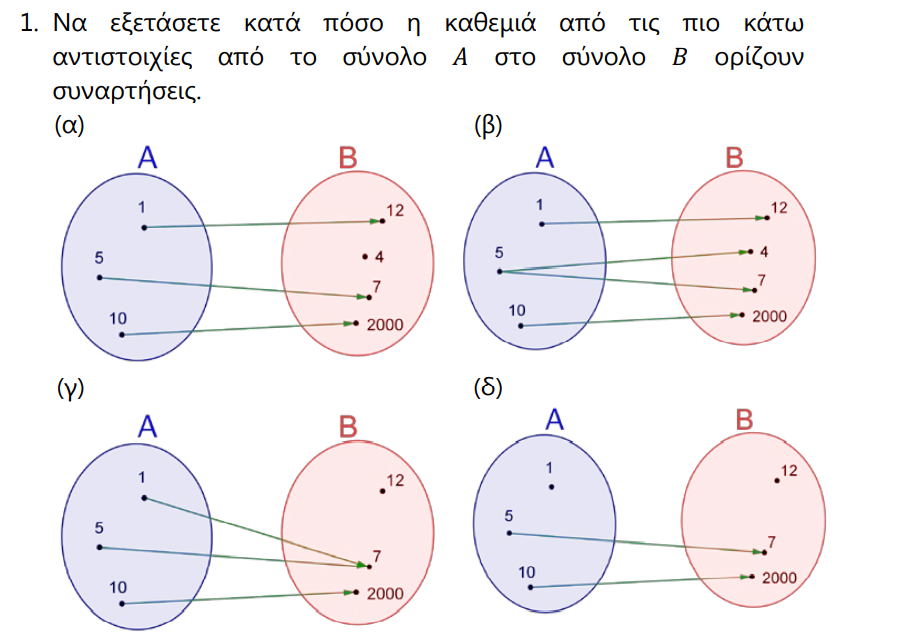 1. Να εξετάσετε κατά πόσο η καθεμιά από τις πιο κάτω
αντιστοιχίες από το σύνολο A στο σύνολο B ορίζουν
συναρτήσεις.
(α)
A B
1
5
10
12
4
7
2000
(β)
A B
1
5
10
12
4
7
2000
(γ)
A B
1
5
10
12
7
2000
(δ)
A B
1
5
10
12
7
2000